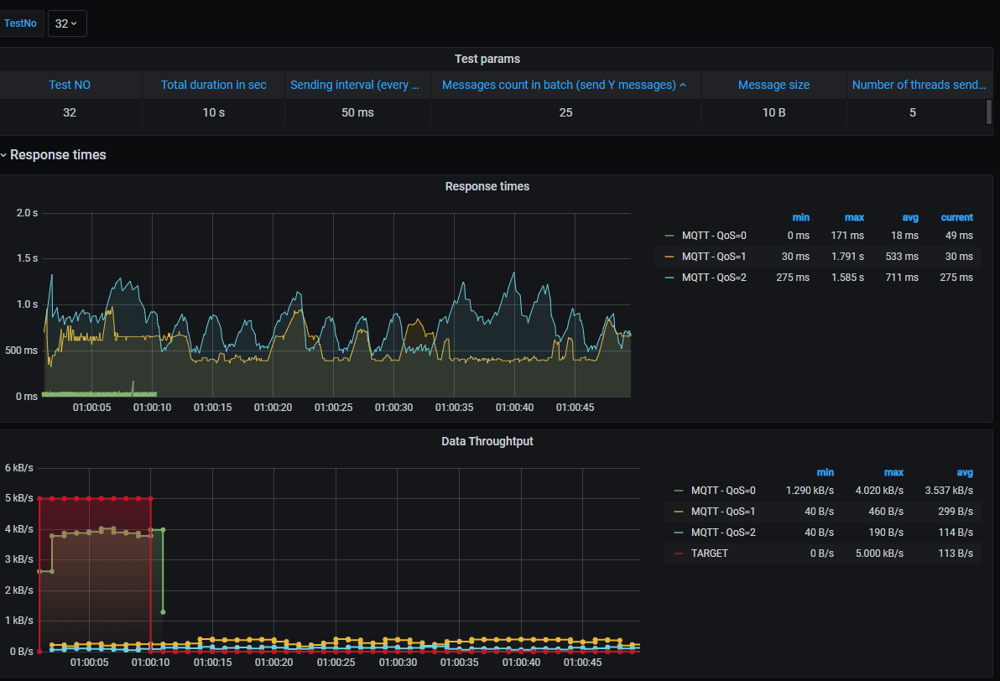 TestNo 32
Test params
Test NO Total duration in sec Sending interval (every ... Messages count in batch (send Y messages) Message size Number of threads send...
32 10 s 50 ms 25 10 B 5
Response times
Response times
min max avg current
2.0 s
MQTT - QoS=0 0 ms 171 ms 18 ms 49 ms
1.5 s
MQTT - QoS=1 30 ms 1.791 s 533 ms 30 ms
MQTT - QoS=2 275 ms 1.585 s 711 ms 275 ms
1.0 s
500 ms
0 ms
01:00:05 01:00:10 01:00:15 01:00:20 01:00:25 01:00:30 01:00:35 01:00:40 01:00:45
Data Throughtput
min max avg
6 kB/s
MQTT - QoS=0 1.290 kB/s 4.020 kB/s 3.537 kB/s
5 kB/s
MQTT - QoS=1 40 B/s 460 B/s 299 B/s
4 kB/s
MQTT - QoS=2 40 B/s 190 B/s 114 B/s
TARGET 0 B/s 5.000 kB/s 113 B/s
3 kB/s
2 kB/s
1 kB/s
0 B/s
01:00:05 01:00:10 01:00:15 01:00:20 01:00:25 01:00:30 01:00:35 01:00:40 01:00:45